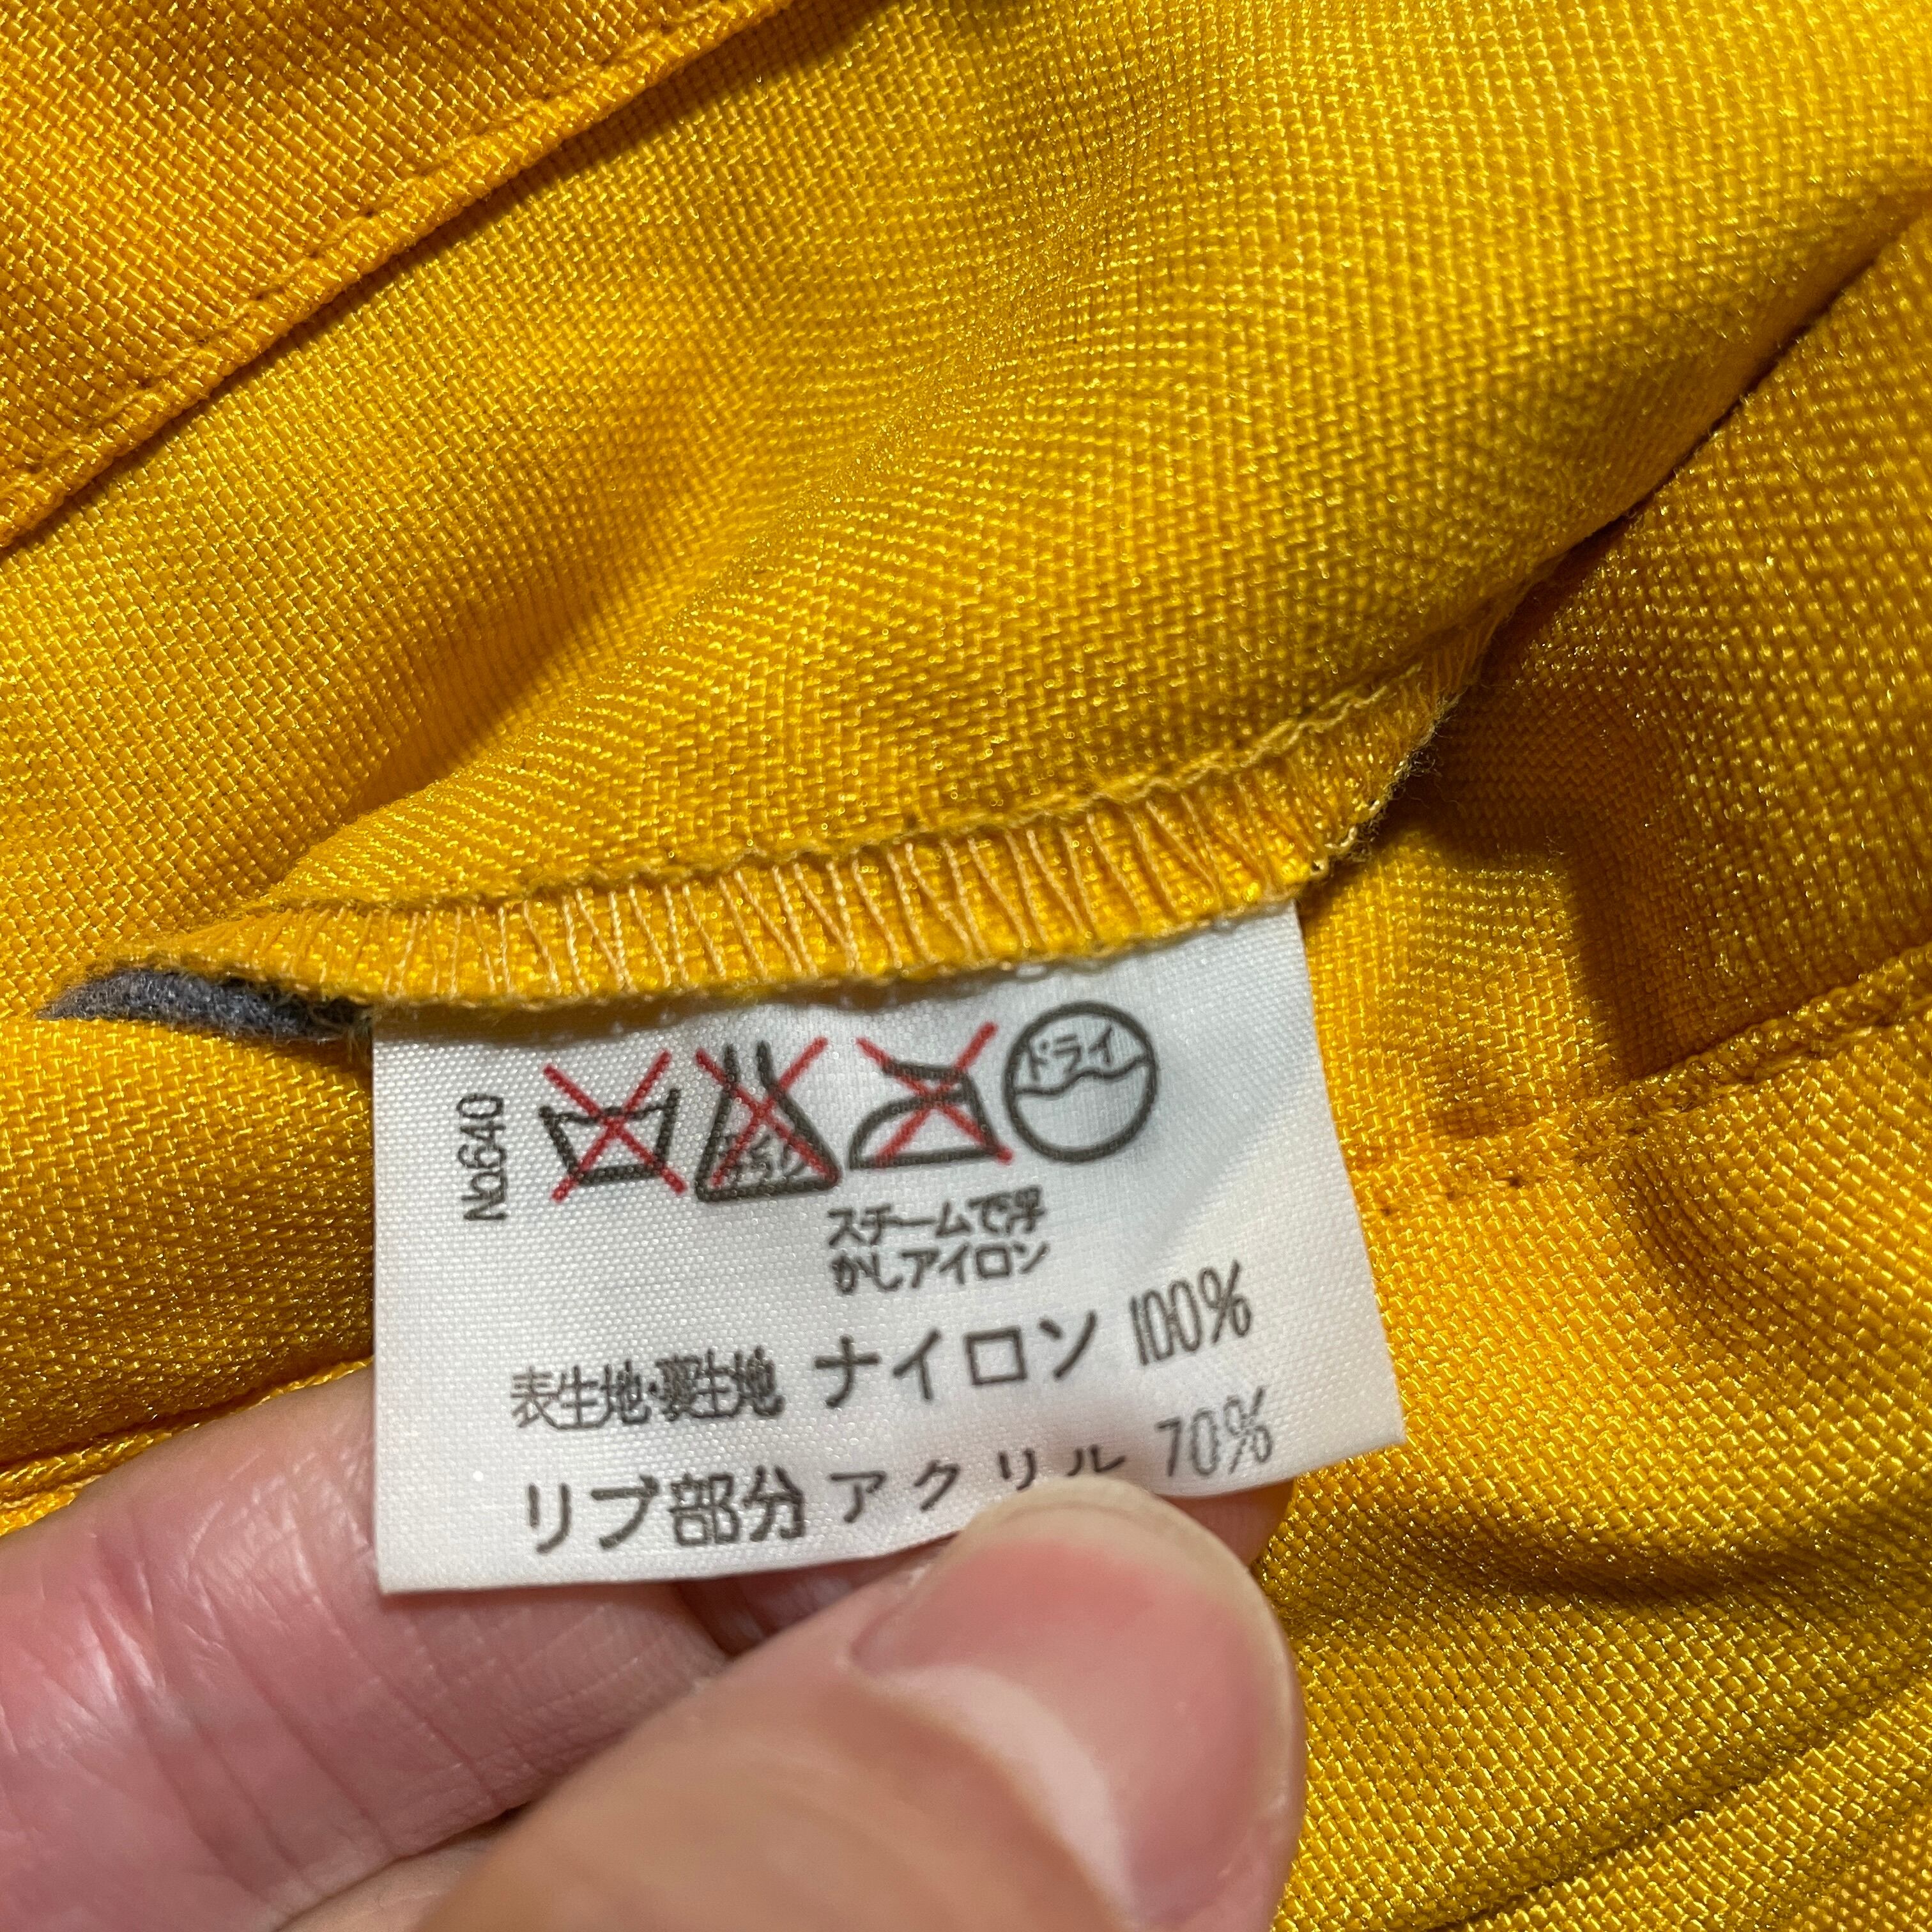 No640
ドライ
スチームで浮
かしアイロン
表生地・裏生地 ナイロン 100%
リブ部分 アクリル 70%